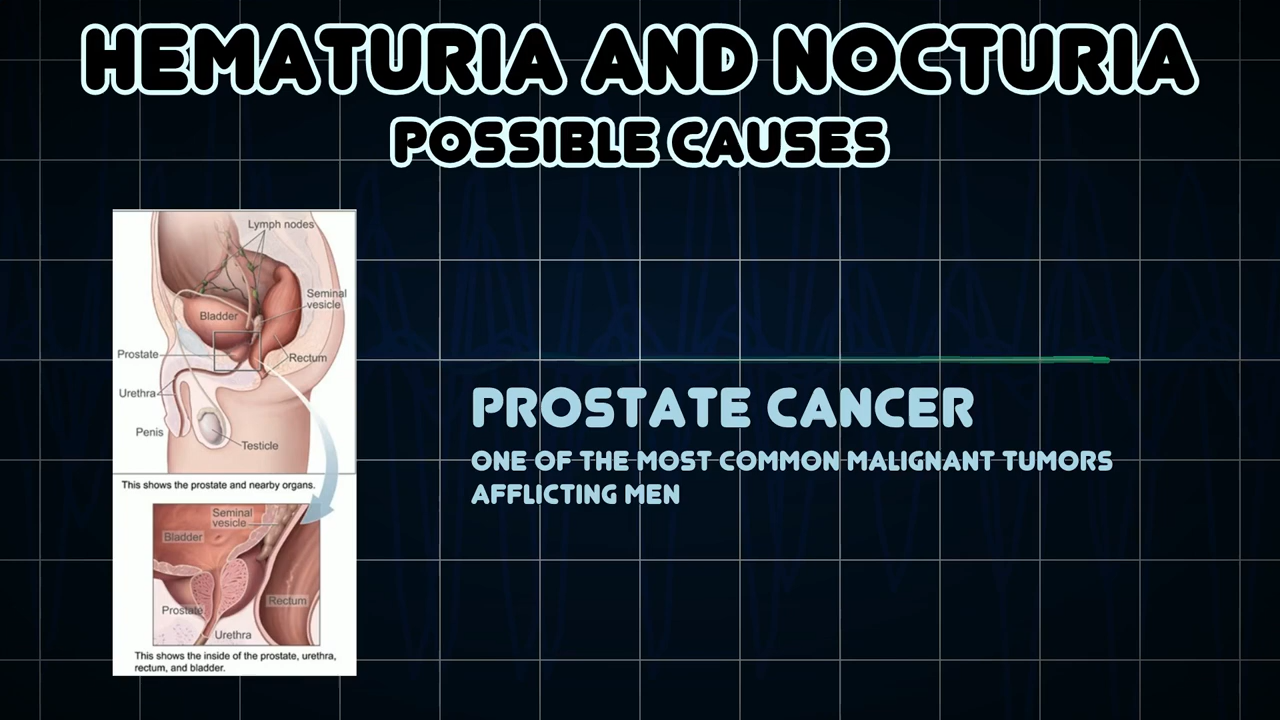 HEMATURIA AND NOCTURIA
POSSIBLE CAUSES
Lymph nodes
Seminal
vesicle
Bladder
Prostate
Rectum
Urethra
Penis
Testicle
This shows the prostate and nearby organs.
Seminal
vesicle
Bladder
Prostate
Rectum
Urethra
This shows the inside of the prostate, urethra,
rectum, and bladder.
PROSTATE CANCER
ONE OF THE MOST COMMON MALIGNANT TUMORS
AFFLICTING MEN